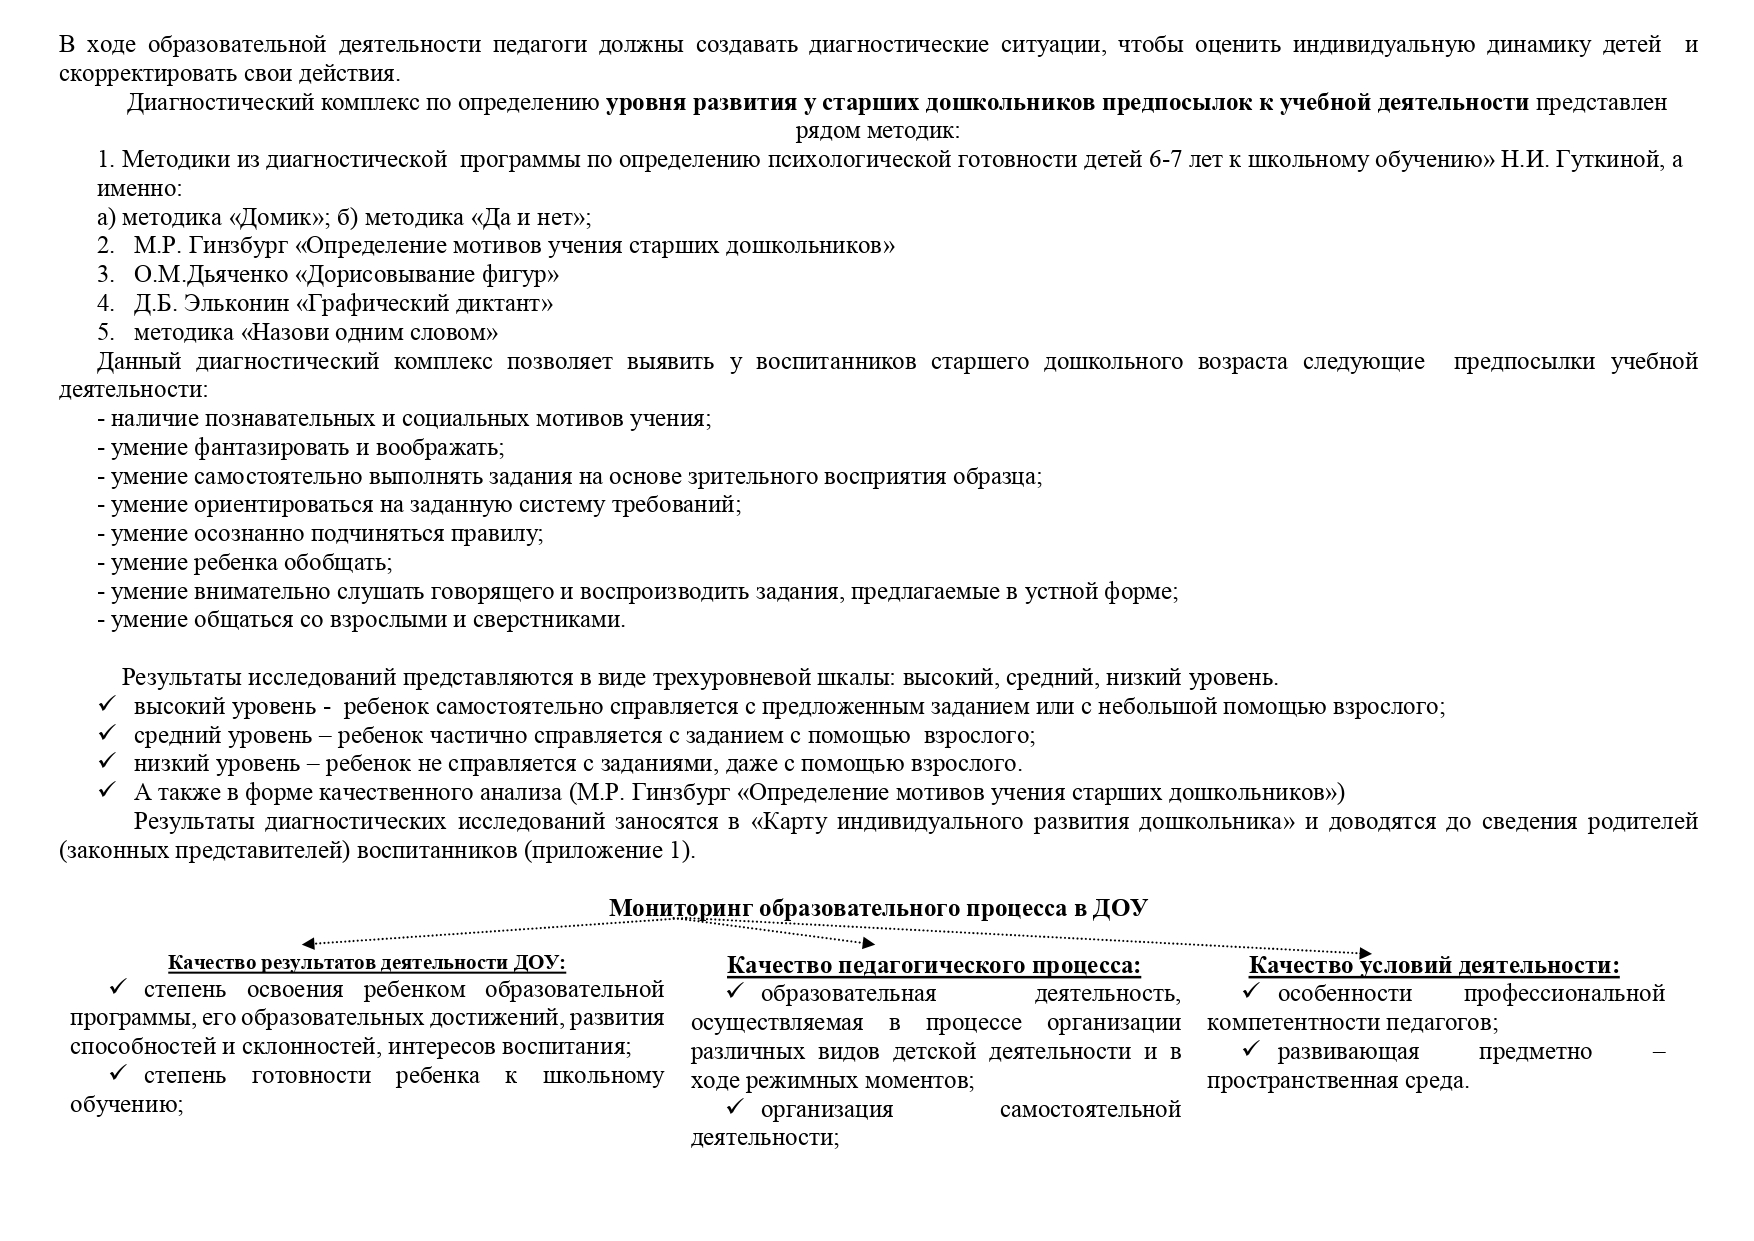 В ходе образовательной деятельности педагоги должны создавать диагностические ситуации, чтобы оценить индивидуальную динамику детей и
скорректировать свои действия.
Диагностический комплекс по определению уровня развития у старших дошкольников предпосылок к учебной деятельности представлен
рядом методик:
1. Методики из диагностической программы по определению психологической готовности детей 6-7 лет к школьному обучению» Н.И. Гуткиной, а
именно:
а) методика «Домик»; б) методика «Да и нет»;
2. М.Р. Гинзбург «Определение мотивов учения старших дошкольников»
3. О.М.Дьяченко «Дорисовывание фигур»
4. Д.Б. Эльконин «Графический диктант»
5. методика «Назови одним словом»
Данный диагностический комплекс позволяет выявить у воспитанников старшего дошкольного возраста следующие предпосылки учебной
деятельности:
- наличие познавательных и социальных мотивов учения;
- умение фантазировать и воображать;
- умение самостоятельно выполнять задания на основе зрительного восприятия образца;
- умение ориентироваться на заданную систему требований;
- умение осознанно подчиняться правилу;
- умение ребенка обобщать;
- умение внимательно слушать говорящего и воспроизводить задания, предлагаемые в устной форме;
- умение общаться со взрослыми и сверстниками.
Результаты исследований представляются в виде трехуровневой шкалы: высокий, средний, низкий уровень.
✓ высокий уровень - ребенок самостоятельно справляется с предложенным заданием или с небольшой помощью взрослого;
✓ средний уровень – ребенок частично справляется с заданием с помощью взрослого;
✓ низкий уровень – ребенок не справляется с заданиями, даже с помощью взрослого.
✓ А также в форме качественного анализа (М.Р. Гинзбург «Определение мотивов учения старших дошкольников»)
Результаты диагностических исследований заносятся в «Карту индивидуального развития дошкольника» и доводятся до сведения родителей
(законных представителей) воспитанников (приложение 1).
Мониторинг образовательного процесса в ДОУ
Качество результатов деятельности ДОУ:
✓ степень освоения ребенком образовательной
программы, его образовательных достижений, развития
способностей и склонностей, интересов воспитания;
✓ степень готовности ребенка к школьному
обучению;
Качество педагогического процесса:
✓ образовательная деятельность,
осуществляемая в процессе организации
различных видов детской деятельности и в
ходе режимных моментов;
✓ организация самостоятельной
деятельности;
Качество условий деятельности:
✓ особенности профессиональной
компетентности педагогов;
✓ развивающая предметно –
пространственная среда.